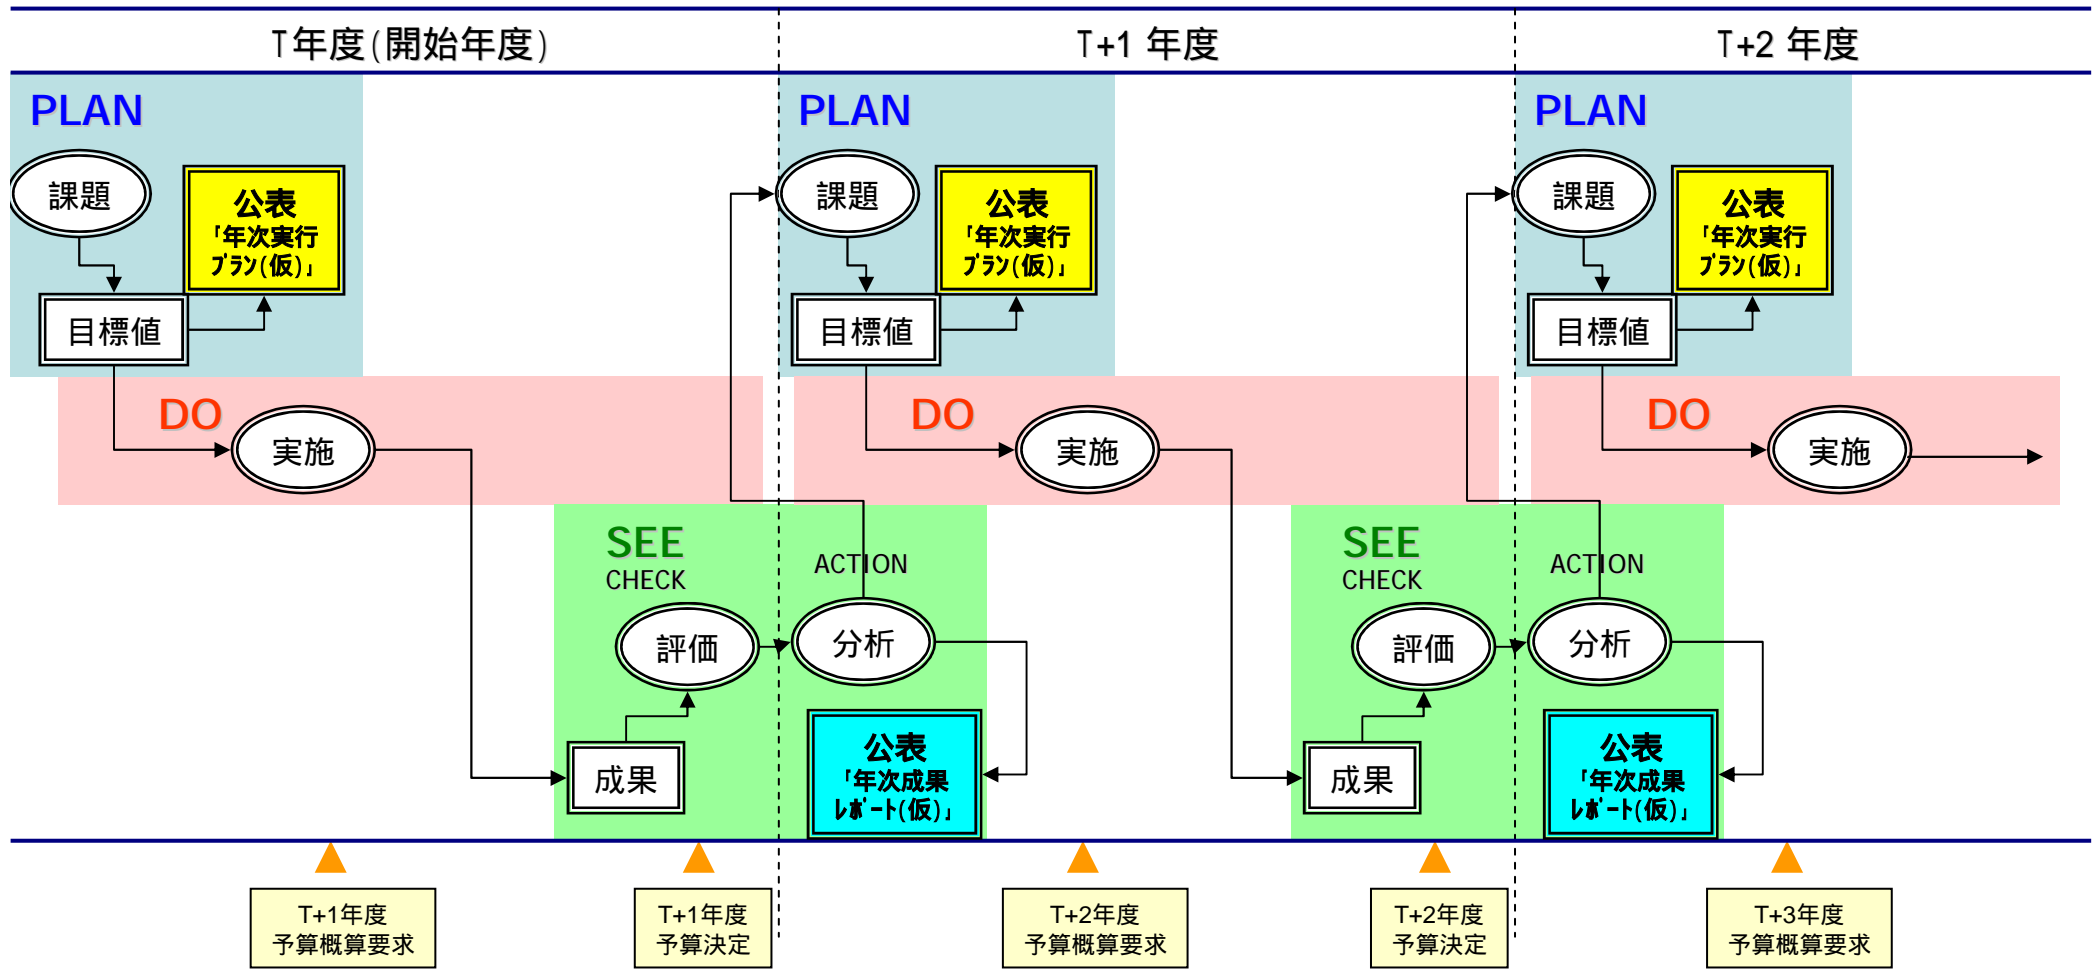 T年度(開始年度)
T+1 年度
T+2 年度
PLAN
課題
公表
「年次実行
プラン(仮)」
目標値
DO
実施
PLAN
課題
公表
「年次実行
プラン(仮)」
目標値
DO
実施
PLAN
課題
公表
「年次実行
プラン(仮)」
目標値
DO
実施
SEE
CHECK
ACTION
評価
分析
成果
公表
「年次成果
レポート(仮)」
SEE
CHECK
ACTION
評価
分析
成果
公表
「年次成果
レポート(仮)」
T+1年度
予算概算要求
T+1年度
予算決定
T+2年度
予算概算要求
T+2年度
予算決定
T+3年度
予算概算要求